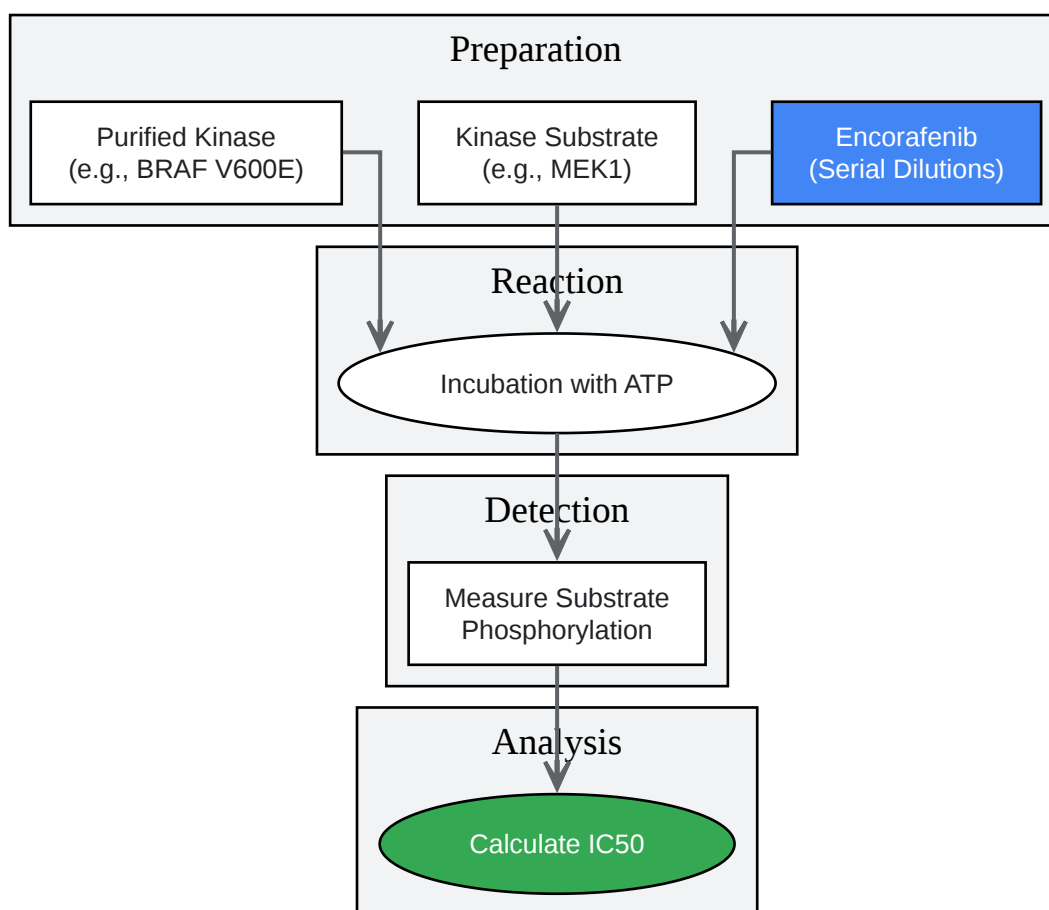 Preparation
Purified Kinase
(e.g., BRAF V600E)
Kinase Substrate
(e.g., MEK1)
Encorafenib
(Serial Dilutions)
Reaction
Incubation with ATP
Detection
Measure Substrate
Phosphorylation
Analysis
Calculate IC50